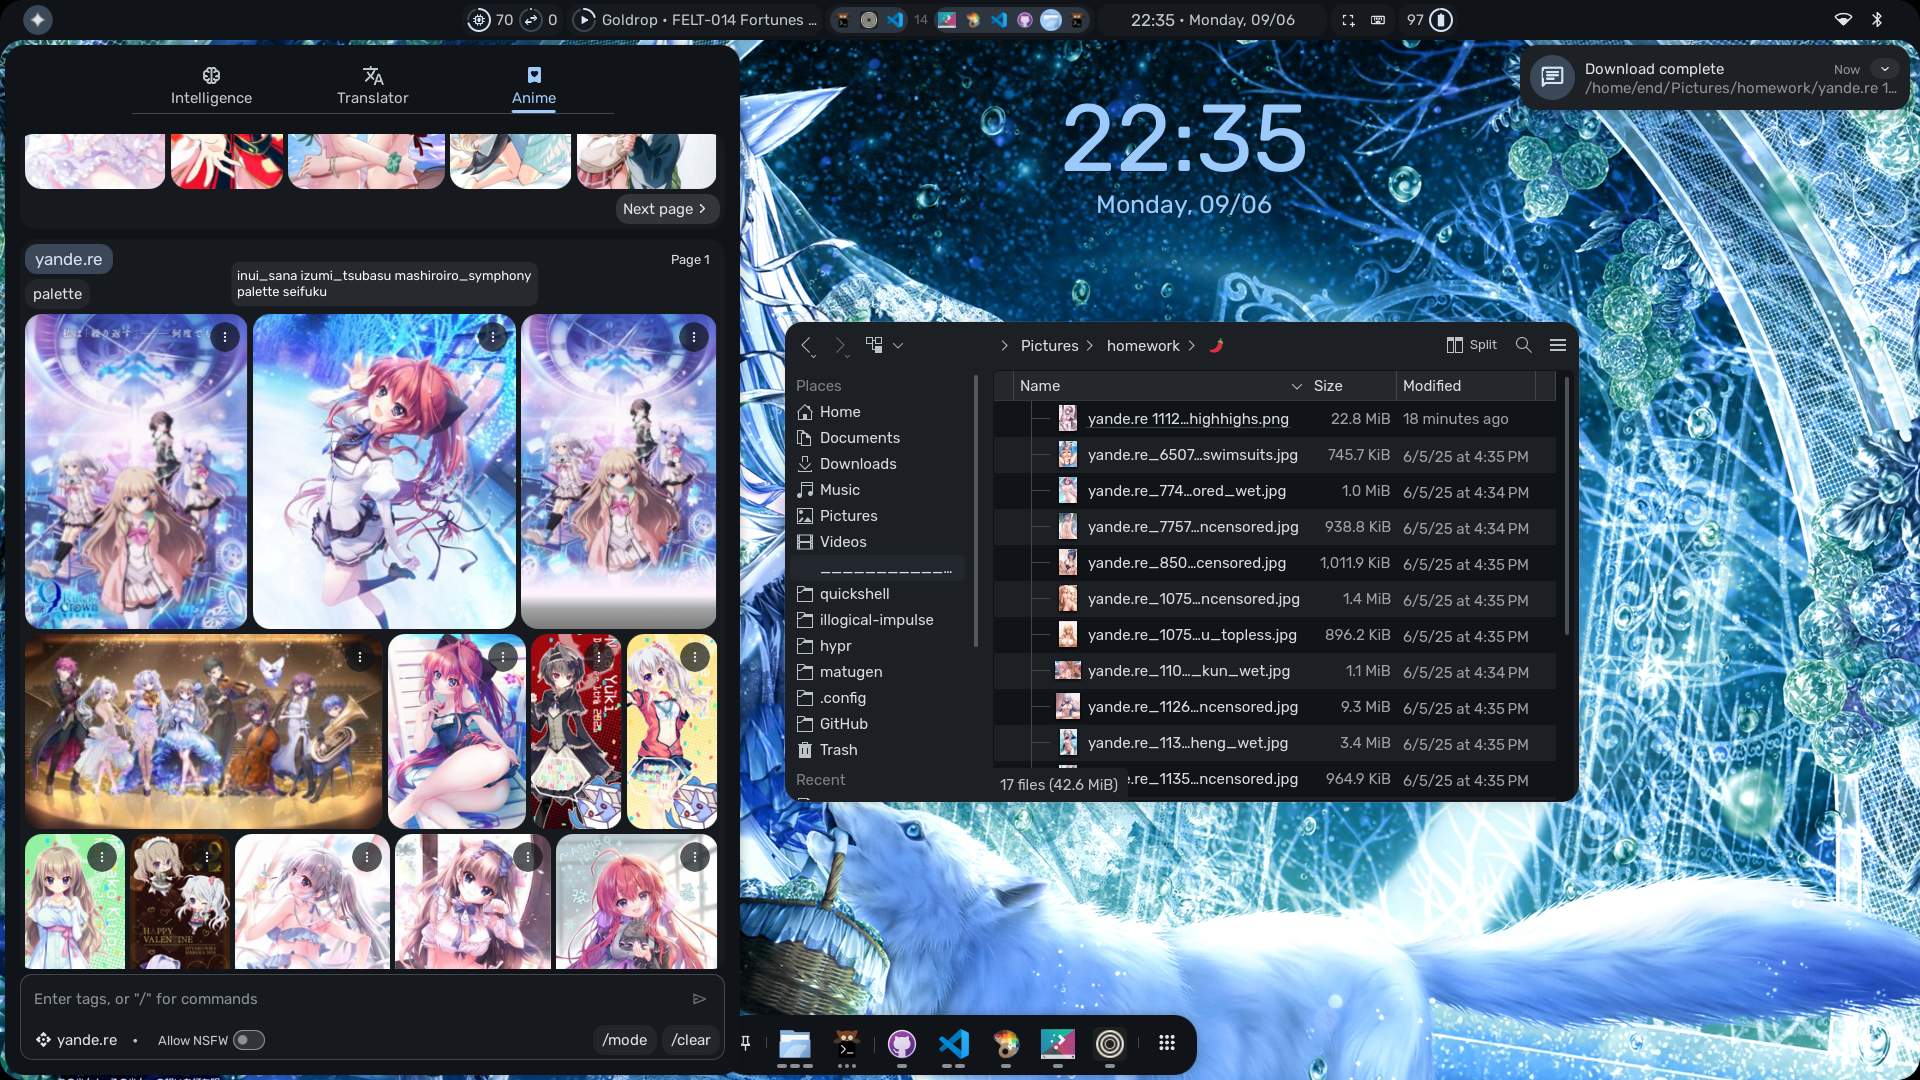 70
0
Goldrop • FELT-014 Fortunes ...
14
22:35 • Monday, 09/06
97
Intelligence
Translator
Anime
Next page
yande.re
Page 1
palette
inui_sana izumi_tsubasu mashiroiro_symphony
palette seifuku
Crown
Yuki
HAPPY
VALENTINE
Enter tags, or "/" for commands
yande.re
•
Allow NSFW
/mode
/clear
22:35
Monday, 09/06
Download complete
Now
/home/end/Pictures/homework/yande.re 1...
Pictures
homework
Split
Places
Home
Documents
Downloads
Music
Pictures
Videos
____________...
quickshell
illogical-impulse
hypr
matugen
.config
GitHub
Trash
Recent
Name
Size
Modified
yande.re 1112...highhighs.png 22.8 MiB 18 minutes ago
yande.re_6507...swimsuits.jpg 745.7 KiB 6/5/25 at 4:35 PM
yande.re_774...ored_wet.jpg 1.0 MiB 6/5/25 at 4:34 PM
yande.re_7757...ncensored.jpg 938.8 KiB 6/5/25 at 4:34 PM
yande.re_850...censored.jpg 1,011.9 KiB 6/5/25 at 4:35 PM
yande.re_1075...ncensored.jpg 1.4 MiB 6/5/25 at 4:35 PM
yande.re_1075...u_topless.jpg 896.2 KiB 6/5/25 at 4:35 PM
yande.re_110..._kun_wet.jpg 1.1 MiB 6/5/25 at 4:34 PM
yande.re_1126...ncensored.jpg 9.3 MiB 6/5/25 at 4:35 PM
yande.re_113...heng_wet.jpg 3.4 MiB 6/5/25 at 4:35 PM
e.re_1135...ncensored.jpg 964.9 KiB 6/5/25 at 4:35 PM
17 files (42.6 MiB)